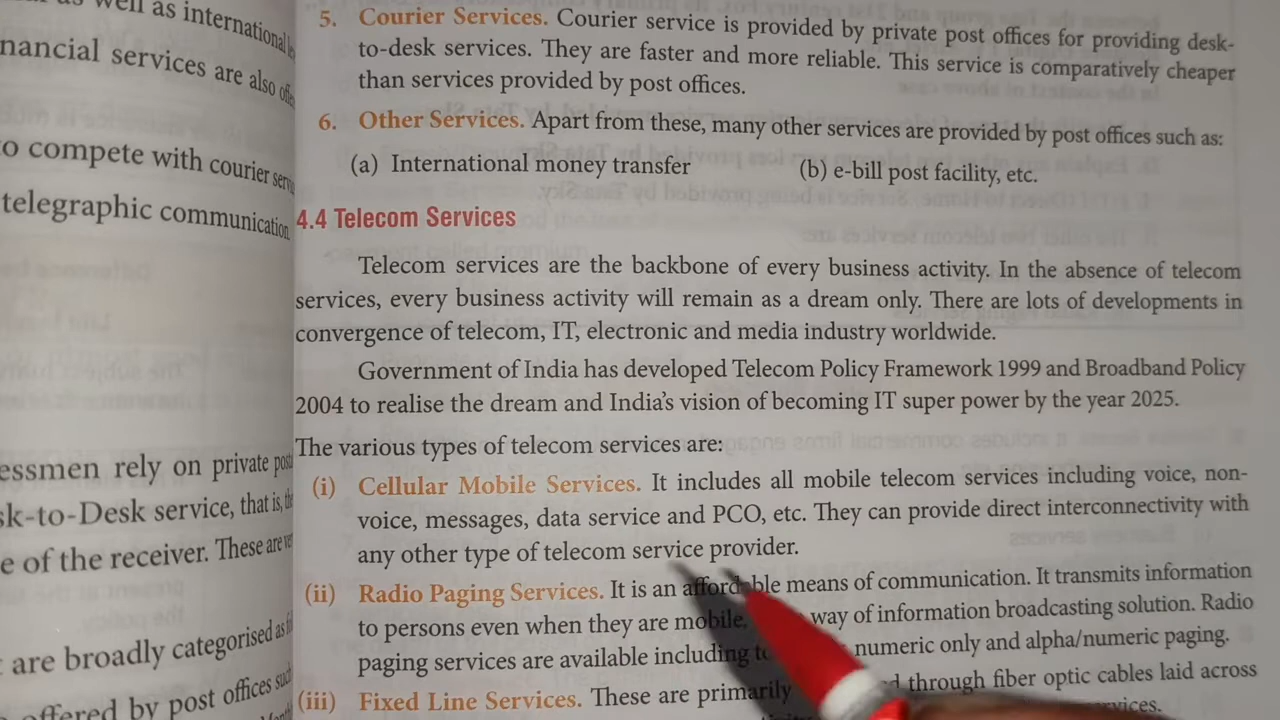 well as international
nancial services are also
to compete with courier
telegraphic communication
essmen rely on private
sk-to-Desk service, that is,
e of the receiver. These are
are broadly categorised as
offered by post offices
5. Courier Services. Courier service is provided by private post offices for providing desk-
to-desk services. They are faster and more reliable. This service is comparatively cheaper
than services provided by post offices.
6. Other Services. Apart from these, many other services are provided by post offices such as:
(a) International money transfer (b) e-bill post facility, etc.
4.4 Telecom Services
Telecom services are the backbone of every business activity. In the absence of telecom
services, every business activity will remain as a dream only. There are lots of developments in
convergence of telecom, IT, electronic and media industry worldwide.
Government of India has developed Telecom Policy Framework 1999 and Broadband Policy
2004 to realise the dream and India's vision of becoming IT super power by the year 2025.
The various types of telecom services are:
(i) Cellular Mobile Services. It includes all mobile telecom services including voice, non-
voice, messages, data service and PCO, etc. They can provide direct interconnectivity with
any other type of telecom service provider.
(ii) Radio Paging Services. It is an affordable means of communication. It transmits information
to persons even when they are mobile. way of information broadcasting solution. Radio
paging services are available including numeric only and alpha/numeric paging.
(iii) Fixed Line Services. These are primarily through fiber optic cables laid across